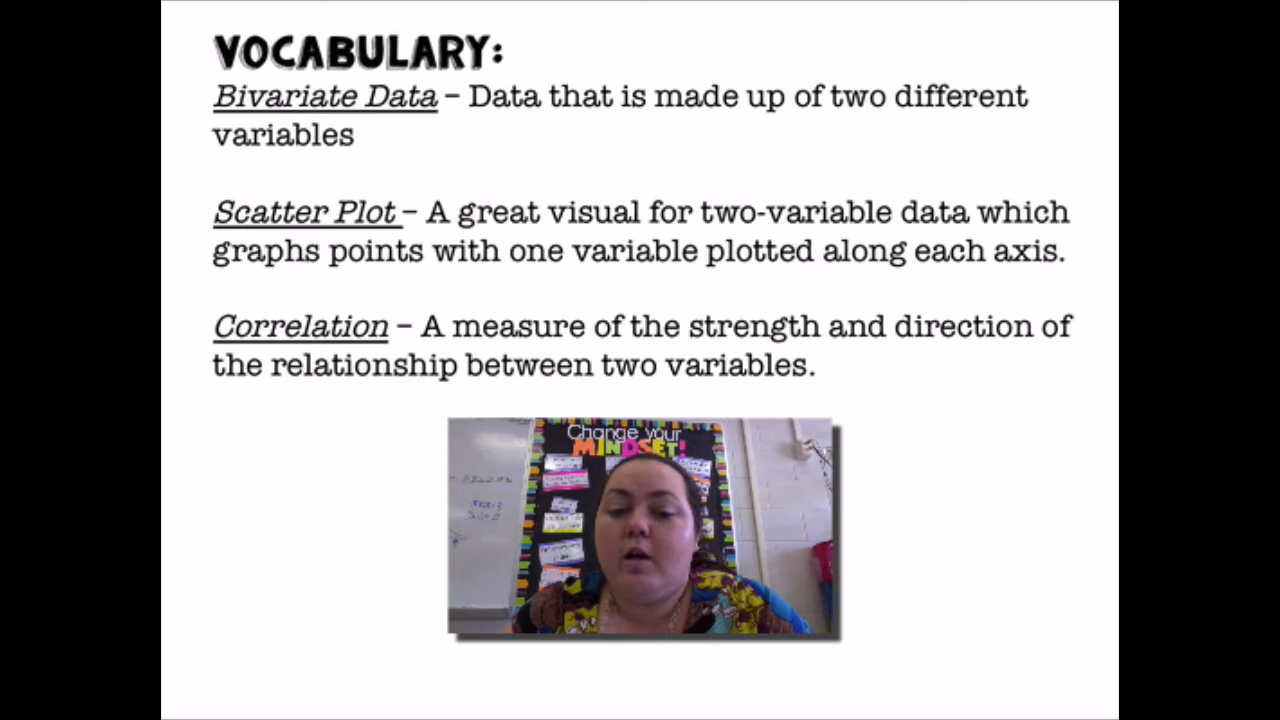 VOCABULARY:
Bivariate Data – Data that is made up of two different
variables
Scatter Plot – A great visual for two-variable data which
graphs points with one variable plotted along each axis.
Correlation – A measure of the strength and direction of
the relationship between two variables.
Change your
MINDSET!